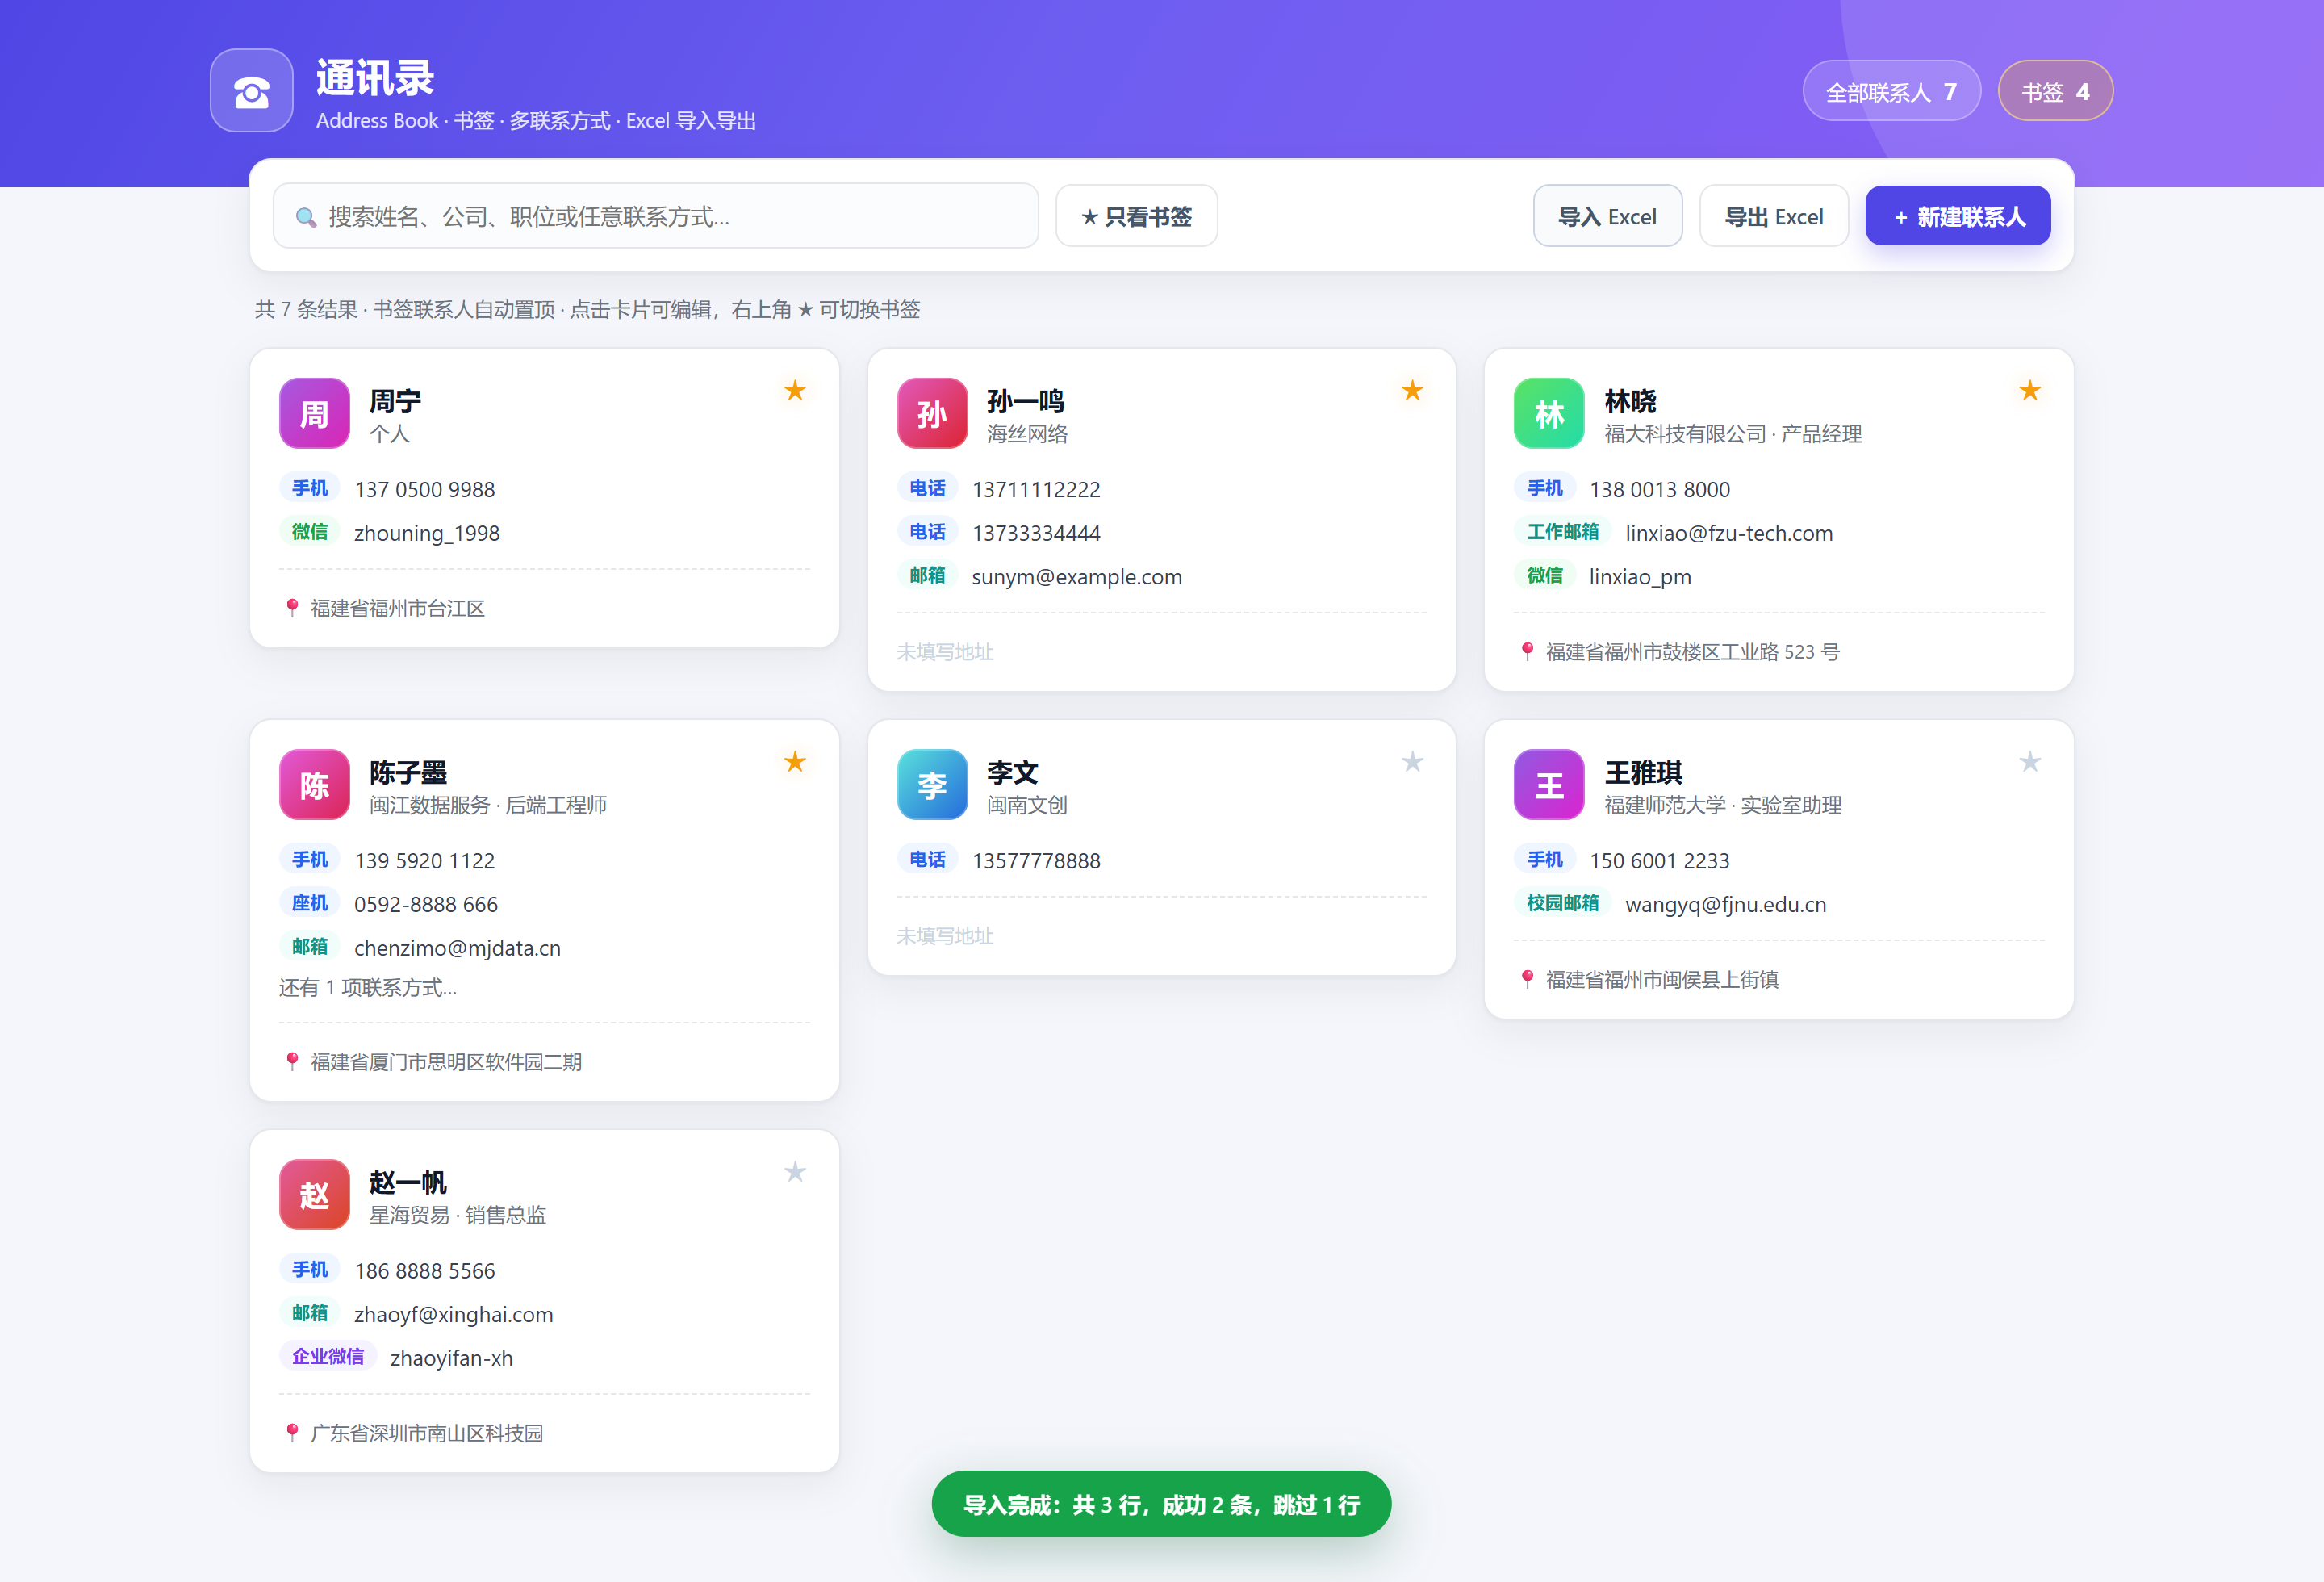 通讯录
Address Book · 书签 · 多联系方式 · Excel 导入导出
全部联系人 7
书签 4
搜索姓名、公司、职位或任意联系方式...
★ 只看书签
导入 Excel
导出 Excel
+ 新建联系人
共 7 条结果 · 书签联系人自动置顶 · 点击卡片可编辑，右上角 ★ 可切换书签
周
周宁
个人
手机 137 0500 9988
微信 zhouning_1998
福建省福州市台江区
孙
孙一鸣
海丝网络
电话 13711112222
电话 13733334444
邮箱 sunym@example.com
未填写地址
林
林晓
福大科技有限公司 · 产品经理
手机 138 0013 8000
工作邮箱 linxiao@fzu-tech.com
微信 linxiao_pm
福建省福州市鼓楼区工业路 523 号
陈
陈子墨
闽江数据服务 · 后端工程师
手机 139 5920 1122
座机 0592-8888 666
邮箱 chenzimo@mjdata.cn
还有 1 项联系方式...
福建省厦门市思明区软件园二期
李
李文
闽南文创
电话 13577778888
未填写地址
王
王雅琪
福建师范大学 · 实验室助理
手机 150 6001 2233
校园邮箱 wangyq@fjnu.edu.cn
福建省福州市闽侯县上街镇
赵
赵一帆
星海贸易 · 销售总监
手机 186 8888 5566
邮箱 zhaoyf@xinghai.com
企业微信 zhaoyifan-xh
广东省深圳市南山区科技园
导入完成：共 3 行，成功 2 条，跳过 1 行